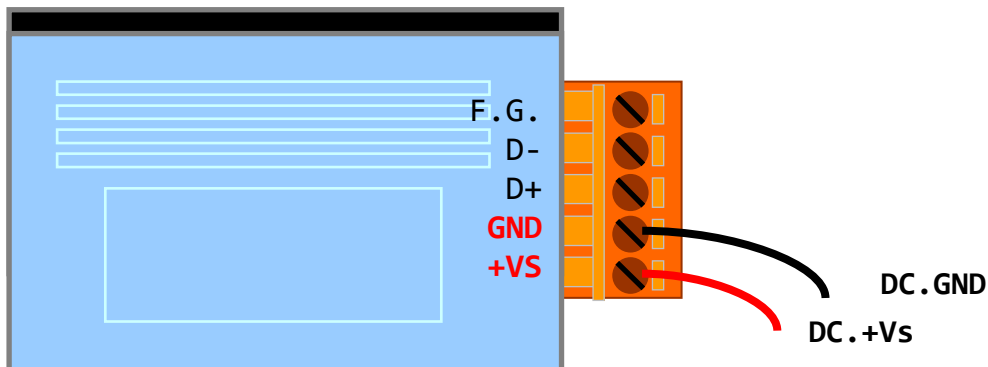 F.G.
D-
D+
GND
+VS
DC.GND
DC.+Vs